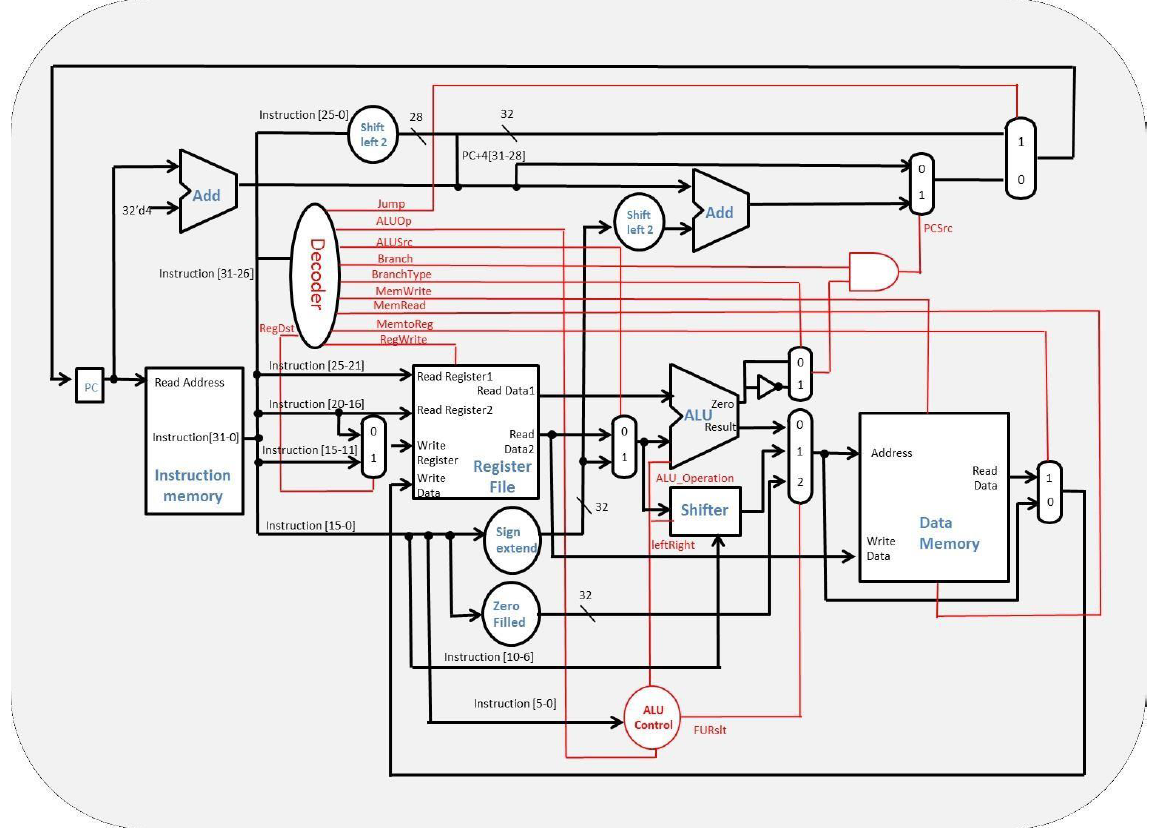 Instruction [25-0]
Shift
left 2
28
32
1
0
PC+4[31-28]
0
1
Add
32'd4
Shift
left 2
Add
PCSrc
Jump
ALUOp
ALUSrc
Branch
BranchType
MemWrite
MemRead
MemtoReg
RegWrite
RegDst
Decoder
Instruction [31-26]
PC
Read Address
Instruction[31-0]
Instruction
memory
Instruction [25-21]
Instruction [20-16]
Instruction [15-11]
0
1
Read Register1
Read Data1
Read Register2
Read
Data2
Write
Register
Write
Data
Register
File
0
1
ALU
Zero
Result
0
1
0
1
2
ALU_Operation
Shifter
leftRight
Address
Read
Data
Data
Memory
Write
Data
1
0
Instruction [15-0]
Sign
extend
32
Zero
Filled
32
Instruction [10-6]
Instruction [5-0]
ALU
Control
FURslt